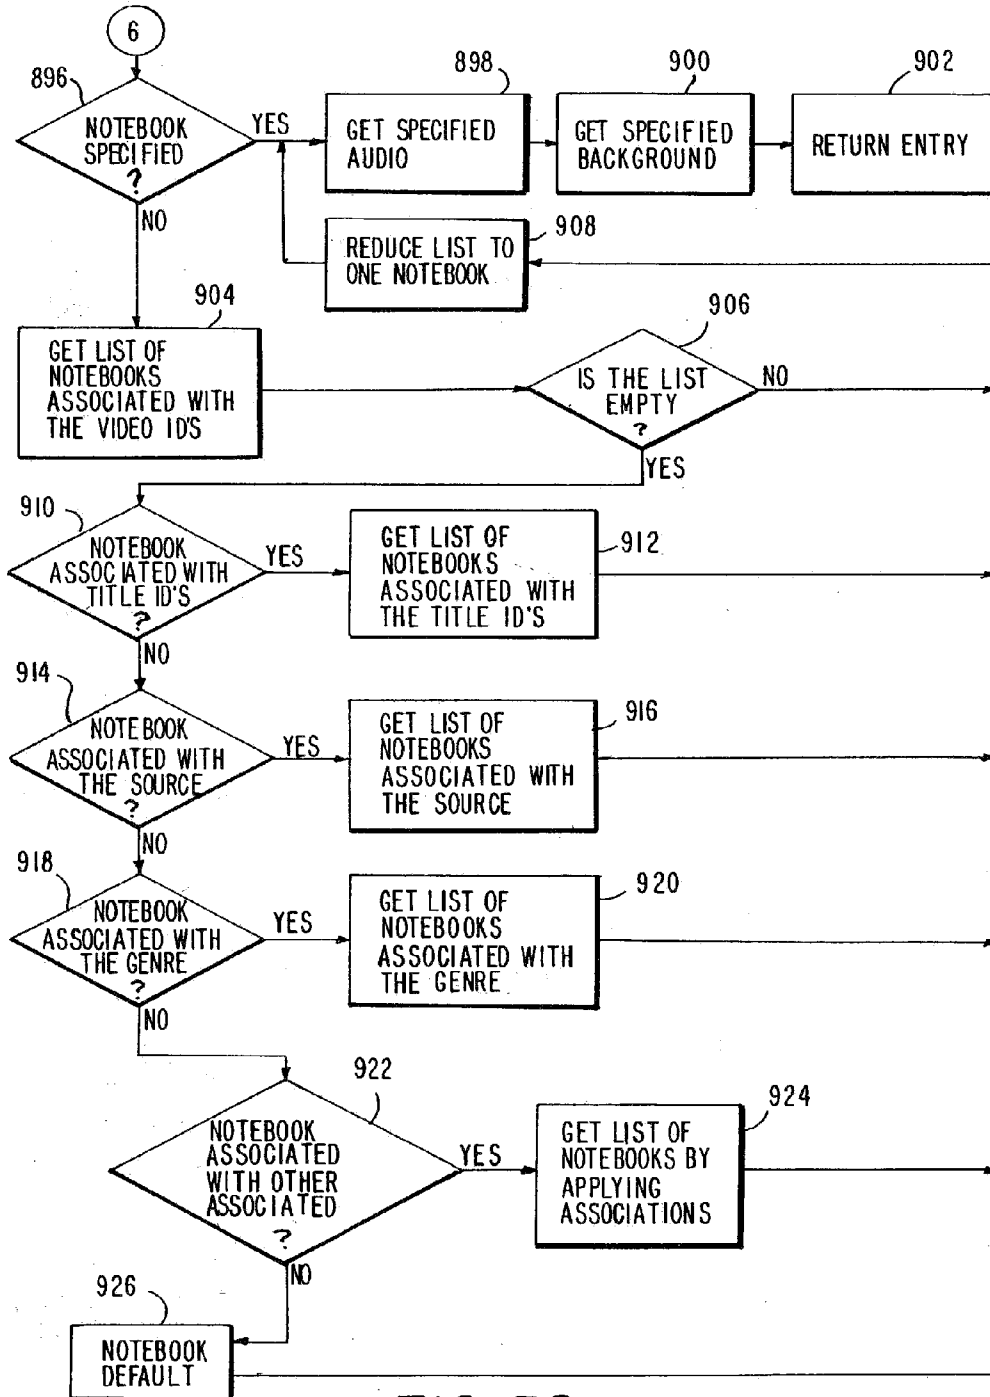 6
896
NOTEBOOK
SPECIFIED
?
YES
NO
898
GET SPECIFIED
AUDIO
900
GET SPECIFIED
BACKGROUND
902
RETURN ENTRY
908
REDUCE LIST TO
ONE NOTEBOOK
904
GET LIST OF
NOTEBOOKS
ASSOCIATED WITH
THE VIDEO ID'S
906
IS THE LIST
EMPTY
?
NO
YES
910
NOTEBOOK
ASSOCIATED WITH
TITLE ID'S
?
YES
NO
912
GET LIST OF
NOTEBOOKS
ASSOCIATED WITH
THE TITLE ID'S
914
NOTEBOOK
ASSOCIATED WITH
THE SOURCE
?
YES
NO
916
GET LIST OF
NOTEBOOKS
ASSOCIATED WITH
THE SOURCE
918
NOTEBOOK
ASSOCIATED WITH
THE GENRE
?
YES
NO
920
GET LIST OF
NOTEBOOKS
ASSOCIATED WITH
THE GENRE
922
NOTEBOOK
ASSOCIATED
WITH OTHER
ASSOCIATED
?
YES
NO
924
GET LIST OF
NOTEBOOKS BY
APPLYING
ASSOCIATIONS
926
NOTEBOOK
DEFAULT